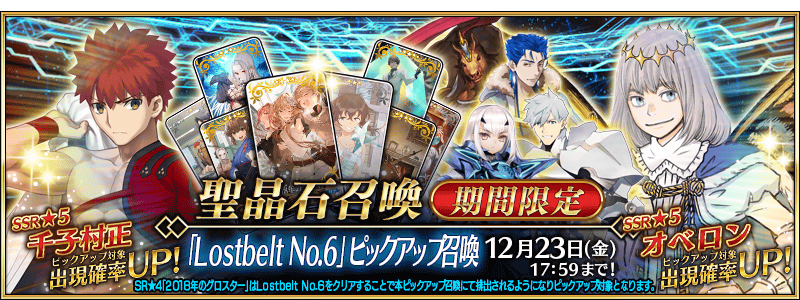 聖晶石召喚 期間限定
「Lostbelt No.6」ピックアップ召喚 12月23日(金)
17:59まで!
SSR★5
千子村正
ピックアップ対象
出現確率UP!
SSR★5
オベロン
ピックアップ対象
出現確率UP!
SR★4「2018年のグロスター」はLostbelt No.6をクリアすることで本ピックアップ召喚にて排出されるようになりピックアップ対象となります。